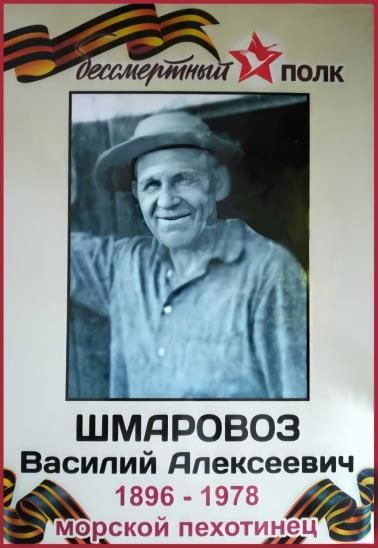 бессмертный полк
ШМАРОВОЗ
Василий Алексеевич
1896 - 1978
морской пехотинец